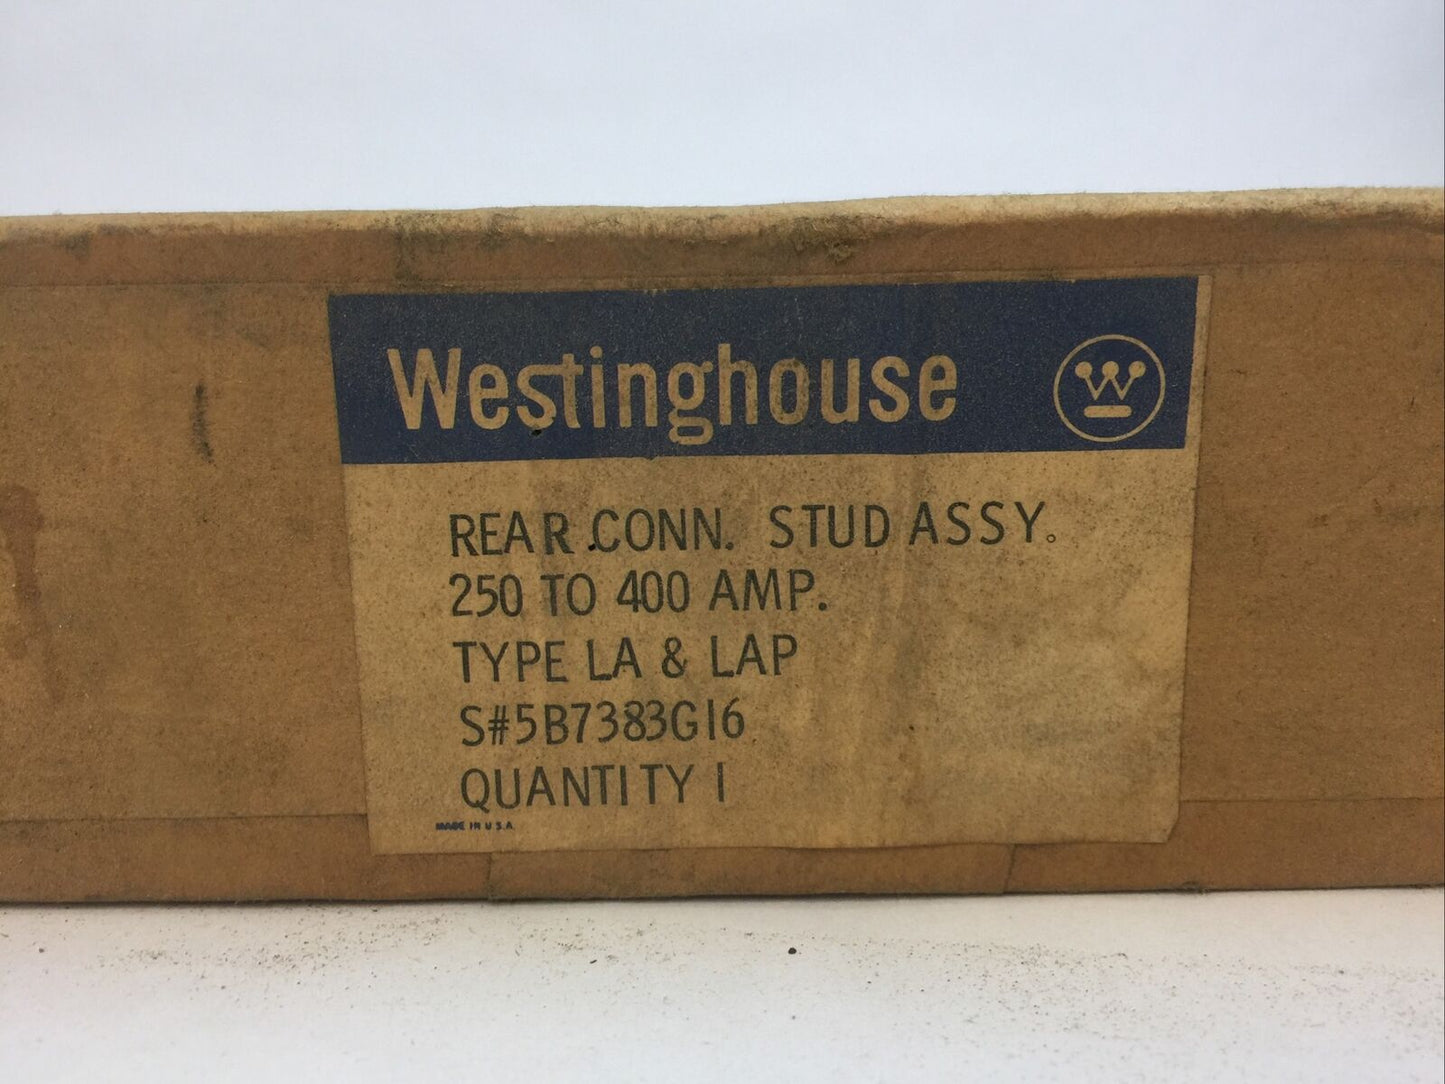 Westinghouse W
REAR CONN. STUD ASSY.
250 TO 400 AMP.
TYPE LA & LAP
S#5B7383G16
QUANTITY 1
MADE IN U.S.A.